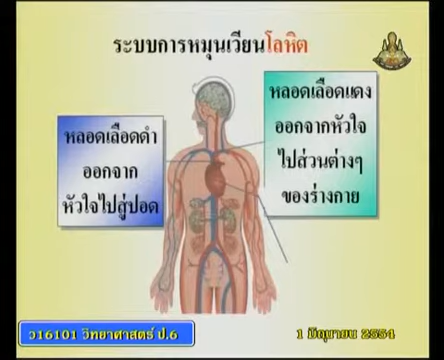 ระบบการหมุนเวียนโลหิต
หลอดเลือดดำ
ออกจาก
หัวใจไปสู่ปอด
หลอดเลือดแดง
ออกจากหัวใจ
ไปส่วนต่างๆ
ของร่างกาย
ว16101 วิทยาศาสตร์ ป.6
1 มิถุนายน 2554